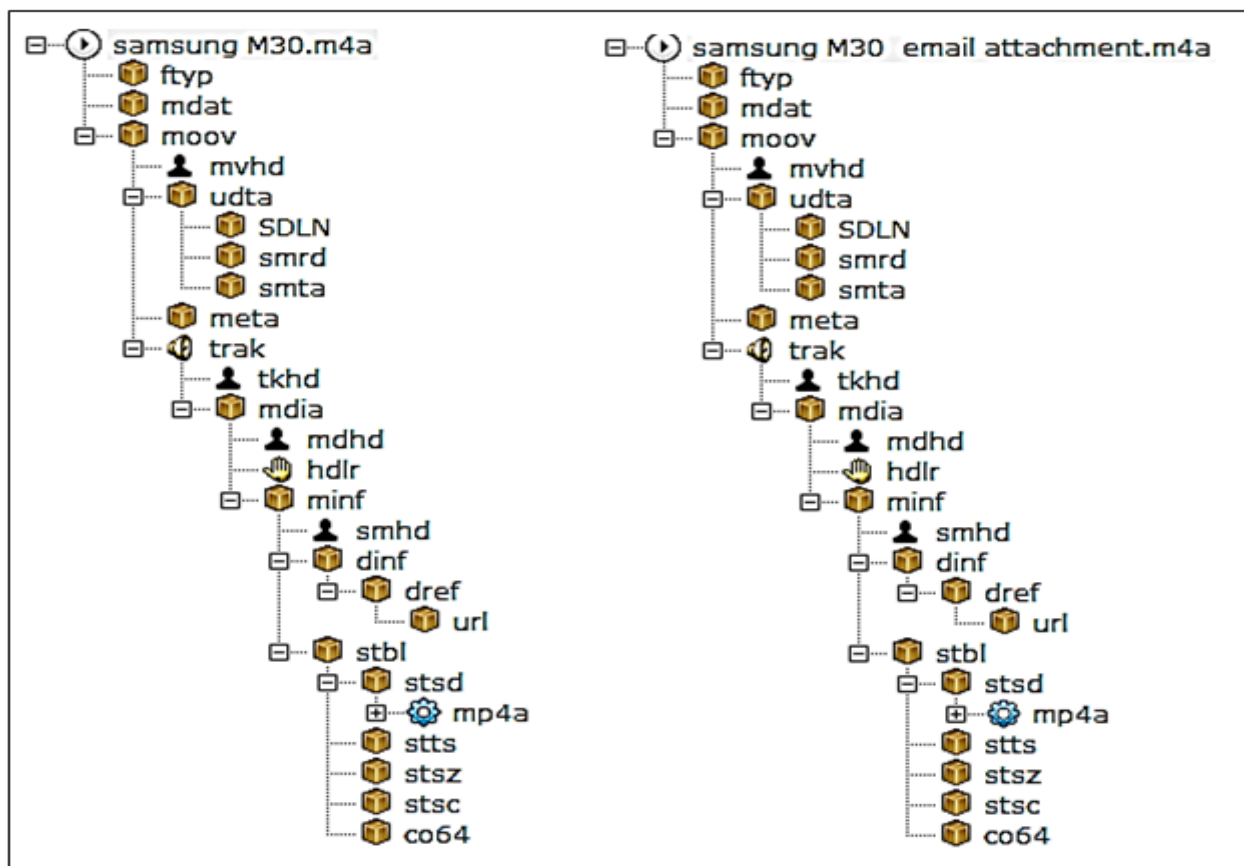 samsung M30.m4a
ftyp
mdat
moov
mvhd
udta
SDLN
smrd
smta
meta
trak
tkhd
mdia
mdhd
hdlr
minf
smhd
dinf
dref
url
stbl
stsd
mp4a
stts
stsz
stsc
co64
samsung M30 email attachment.m4a
ftyp
mdat
moov
mvhd
udta
SDLN
smrd
smta
meta
trak
tkhd
mdia
mdhd
hdlr
minf
smhd
dinf
dref
url
stbl
stsd
mp4a
stts
stsz
stsc
co64